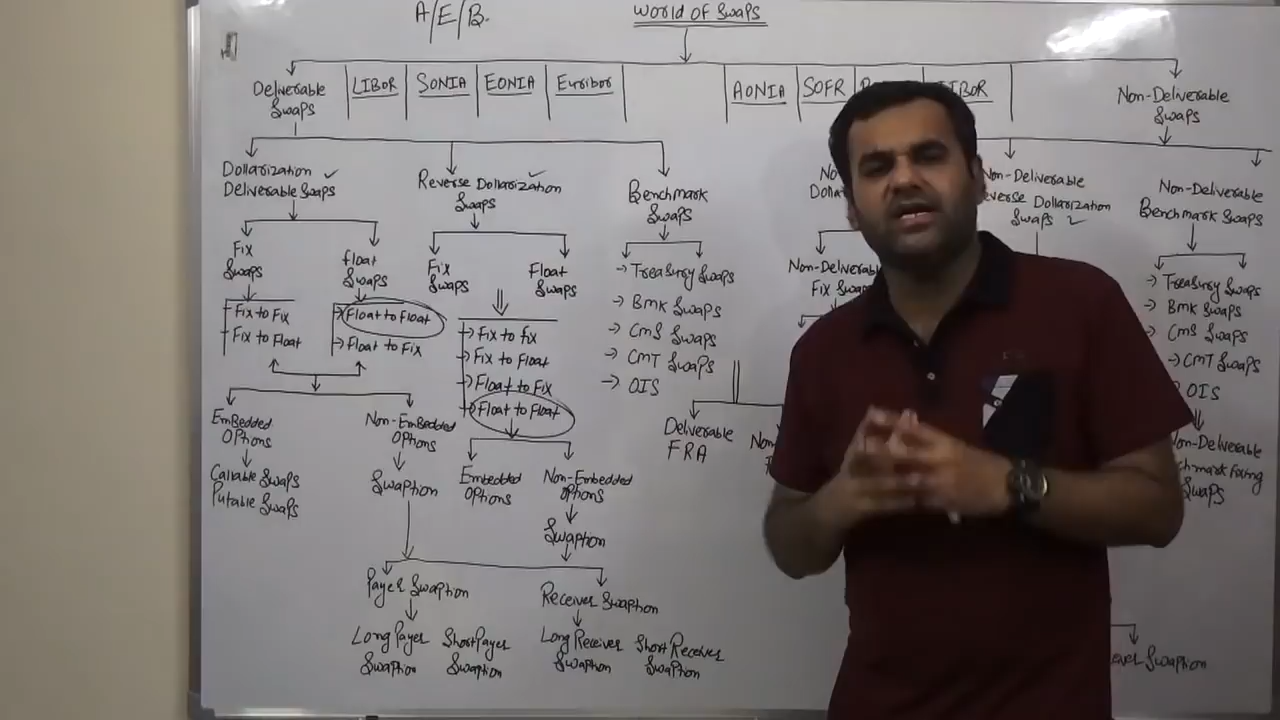 A/E/B.
World of Swaps
Deliverable
Swaps
LIBOR
SONIA
EONIA
Euribor
AONIA
SOFR
Non-Deliverable
Swaps
Dollarization ✓
Deliverable Swaps
Reverse Dollarization ✓
Swaps
Benchmark
Swaps
Non-Deliverable
Dollarization
Swaps
Non-Deliverable
Benchmark Swaps
Fix
Swaps
Float
Swaps
Fix
Swaps
Float
Swaps
Non-Deliverable
Fix
Fix to Fix
Fix to Float
Float to Float
Float to Fix
Fix to fix
Fix to Float
Float to Fix
Float to Float
Treasury Swaps
Bmk Swaps
CmS Swaps
CMT Swaps
OIS
Treasury Swaps
Bmk Swaps
CmS Swaps
CMT Swaps
OIS
Deliverable
FRA
Embedded
Options
Callable Swaps
Putable Swaps
Non-Embedded
Options
Swaption
Embedded
Options
Non-Embedded
Options
Swaption
Non-Deliverable
Swaps
Payer Swaption
Receiver Swaption
Long Payer
Swaption
Short Payer
Swaption
Long Receiver
Swaption
Short Receiver
Swaption
Swaption